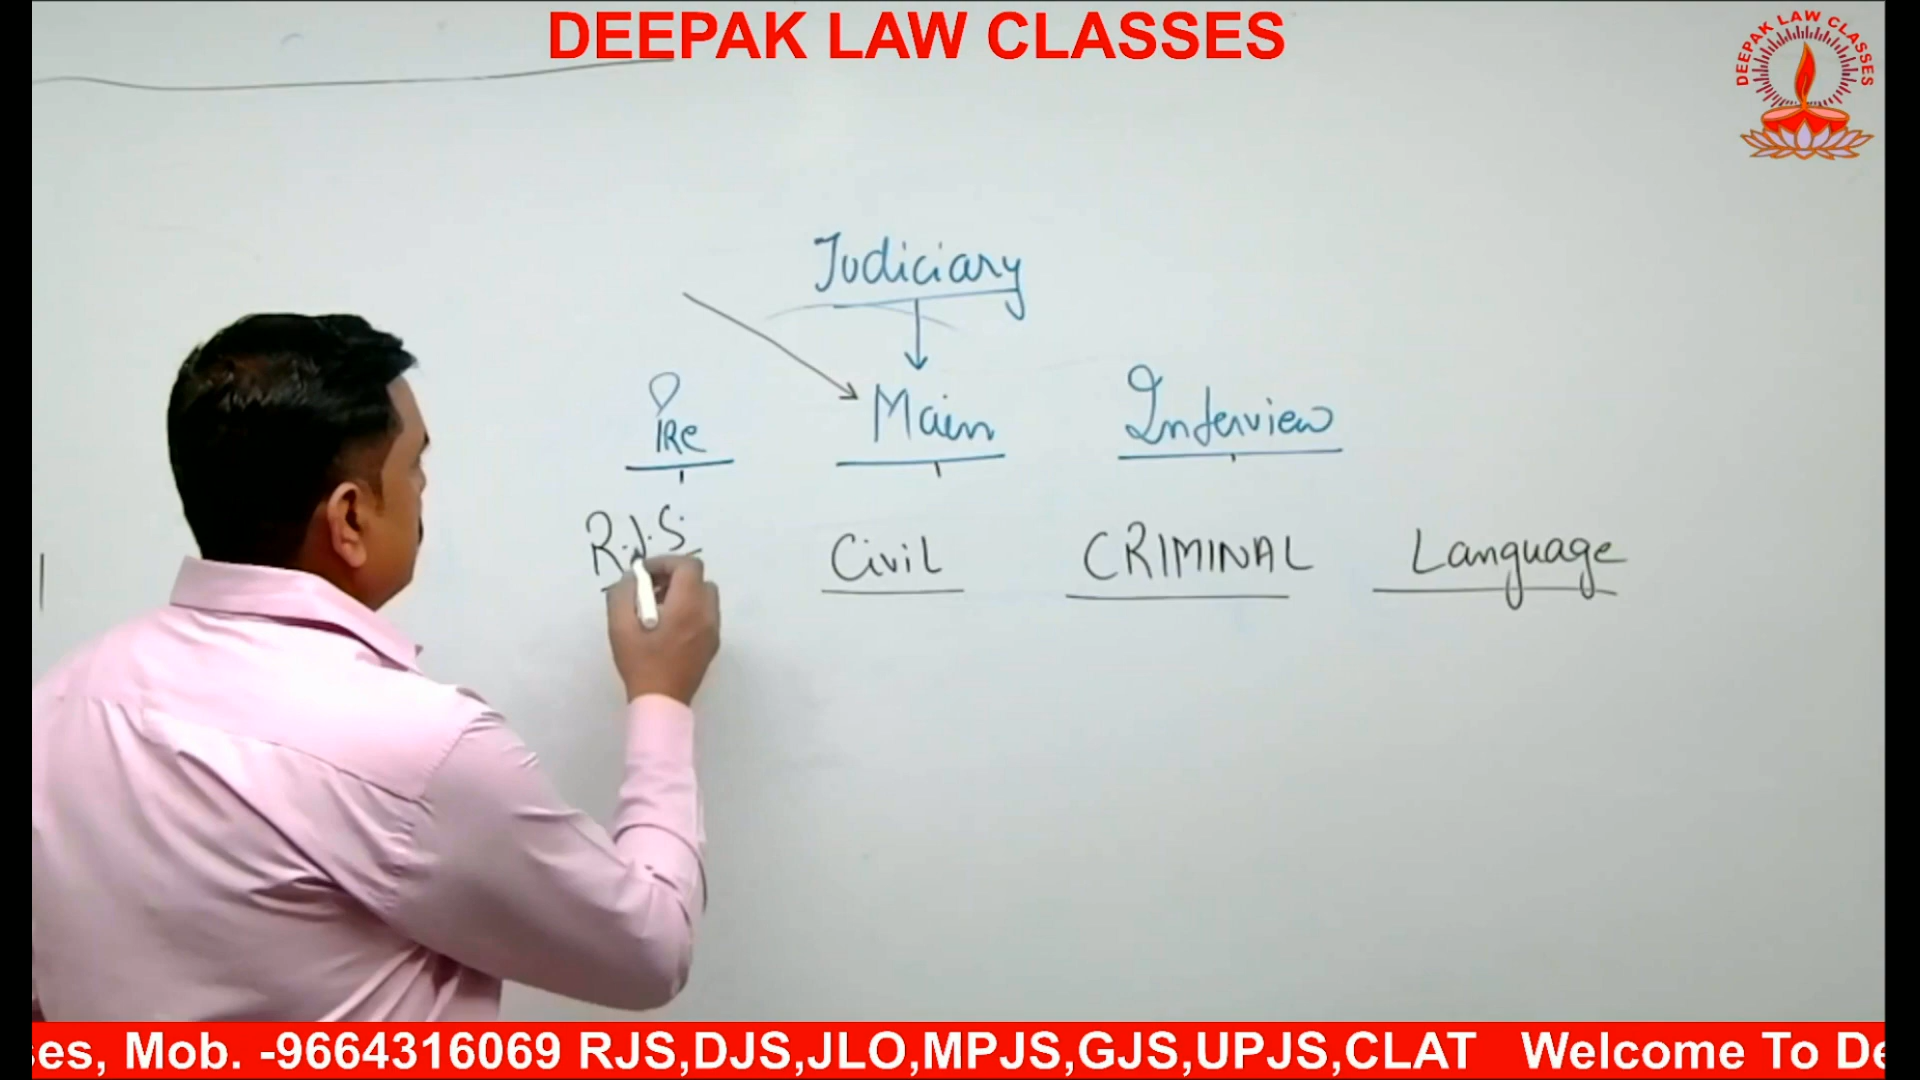 DEEPAK LAW CLASSES
DEEPAK LAW CLASSES
Judiciary
PRe Main Interview
R.J.S. Civil CRIMINAL Language
ses, Mob. -9664316069 RJS,DJS,JLO,MPJS,GJS,UPJS,CLAT Welcome To De